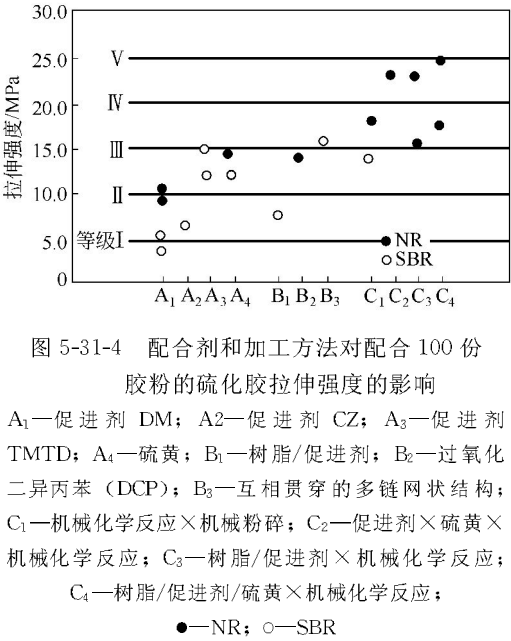 30.0
25.0
20.0
15.0
10.0
5.0
0
拉伸强度/MPa
Ⅴ
Ⅳ
Ⅲ
Ⅱ
等级Ⅰ
●NR
○SBR
A₁ A₂ A₃ A₄ B₁ B₂ B₃ C₁ C₂ C₃ C₄
图 5-31-4 配合剂和加工方法对配合 100 份
胶粉的硫化胶拉伸强度的影响
A₁—促进剂 DM；A2—促进剂 CZ；A₃—促进剂
TMTD；A₄—硫黄；B₁—树脂/促进剂；B₂—过氧化
二异丙苯（DCP）；B₃—互相贯穿的多链网状结构；
C₁—机械化学反应×机械粉碎；C₂—促进剂×硫黄×
机械化学反应；C₃—树脂/促进剂×机械化学反应；
C₄—树脂/促进剂/硫黄×机械化学反应；
●—NR；○—SBR